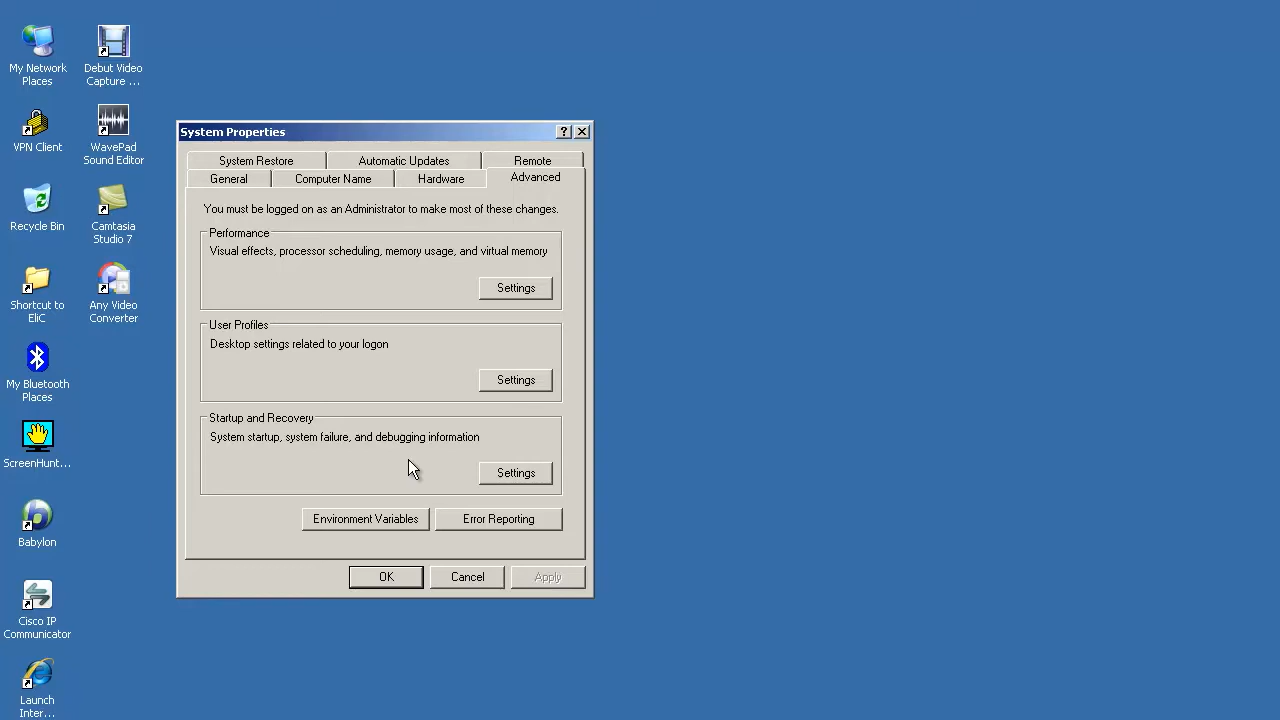 My Network
Places
Debut Video
Capture ...
VPN Client
WavePad
Sound Editor
Recycle Bin
Camtasia
Studio 7
Shortcut to
EliC
Any Video
Converter
My Bluetooth
Places
ScreenHunt...
Babylon
Cisco IP
Communicator
Launch
Inter...
System Properties
System Restore
Automatic Updates
Remote
General
Computer Name
Hardware
Advanced
You must be logged on as an Administrator to make most of these changes.
Performance
Visual effects, processor scheduling, memory usage, and virtual memory
Settings
User Profiles
Desktop settings related to your logon
Settings
Startup and Recovery
System startup, system failure, and debugging information
Settings
Environment Variables
Error Reporting
OK
Cancel
Apply